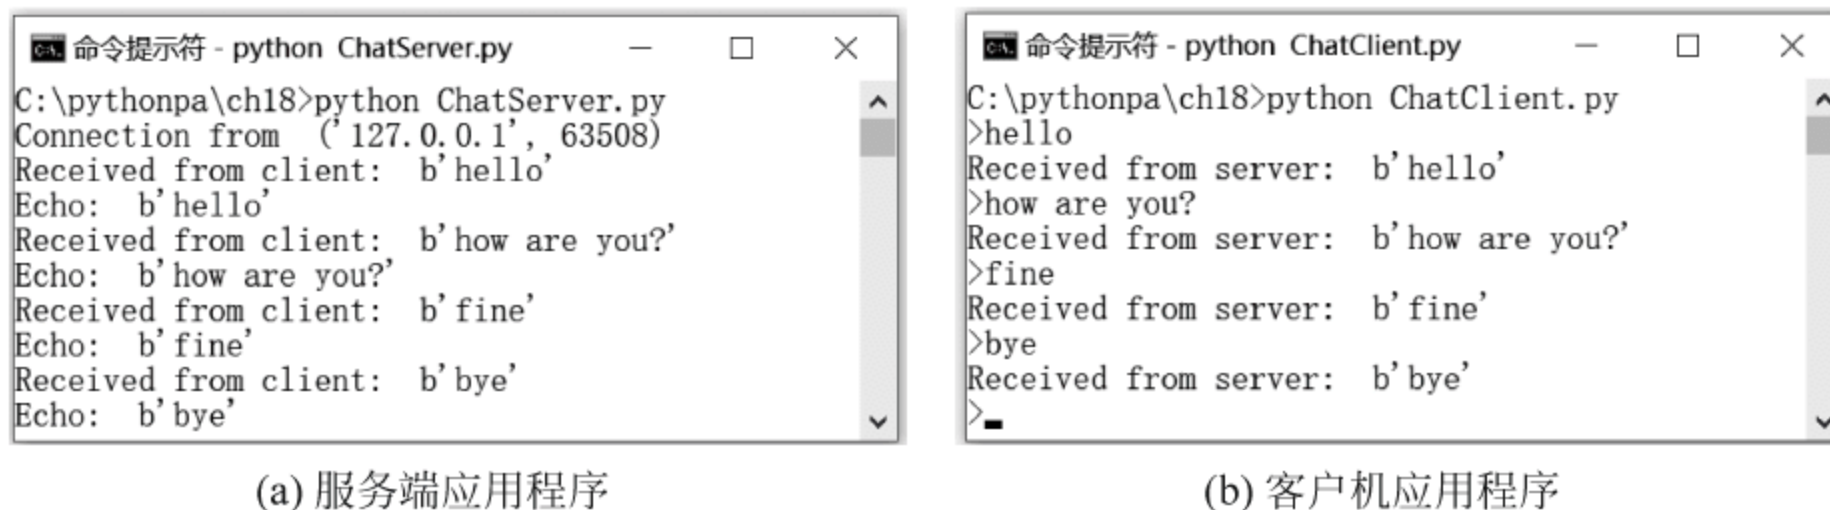 命令提示符 - python  ChatServer.py
C:\pythonpa\ch18>python ChatServer.py
Connection from  ('127.0.0.1', 63508)
Received from client:  b'hello'
Echo:  b'hello'
Received from client:  b'how are you?'
Echo:  b'how are you?'
Received from client:  b'fine'
Echo:  b'fine'
Received from client:  b'bye'
Echo:  b'bye'
(a) 服务端应用程序
命令提示符 - python  ChatClient.py
C:\pythonpa\ch18>python ChatClient.py
>hello
Received from server:  b'hello'
>how are you?
Received from server:  b'how are you?'
>fine
Received from server:  b'fine'
>bye
Received from server:  b'bye'
>
(b) 客户机应用程序